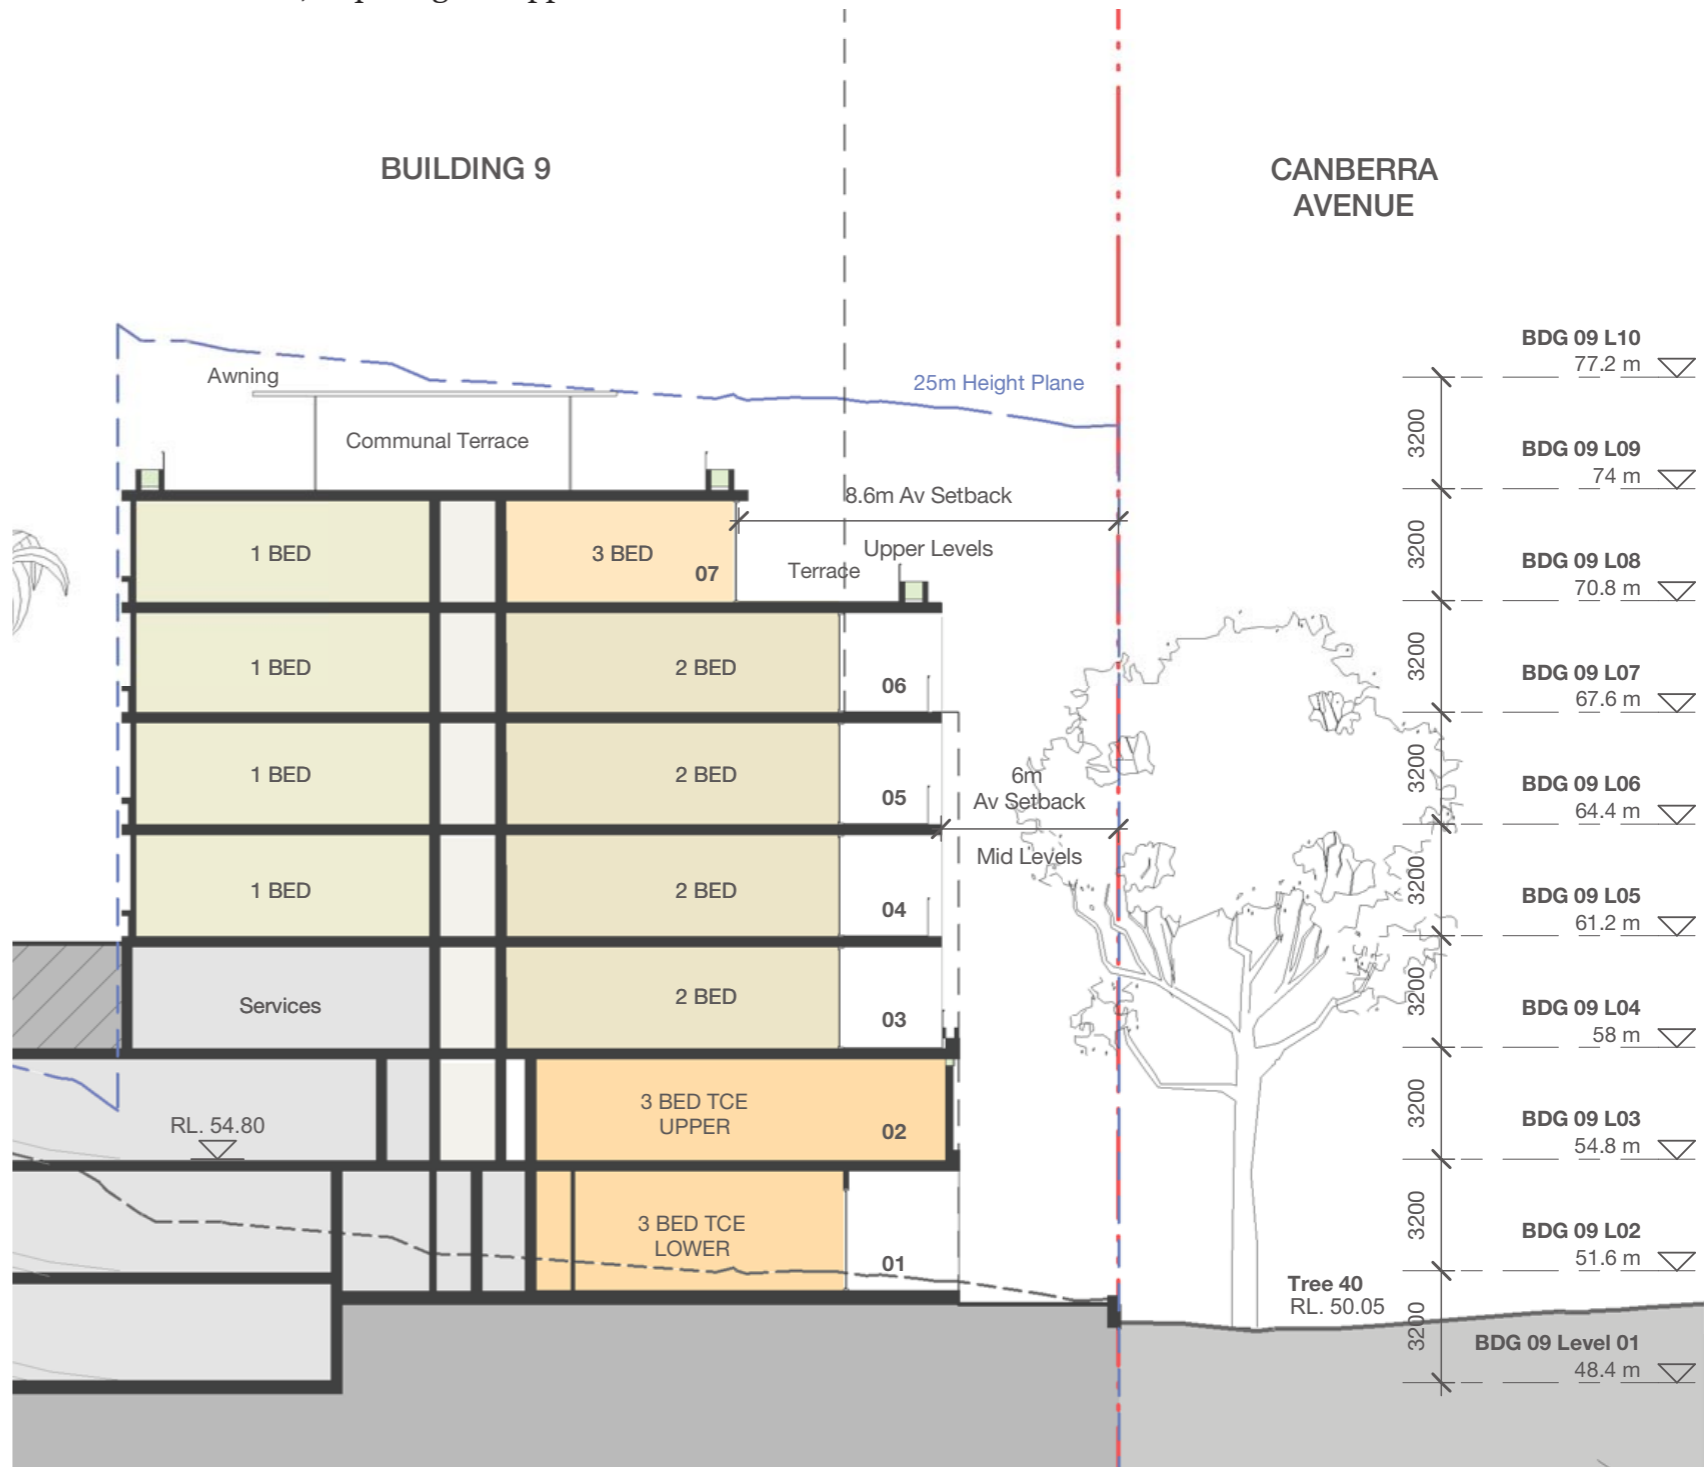 BUILDING 9
CANBERRA
AVENUE
Awning
25m Height Plane
Communal Terrace
8.6m Av Setback
Upper Levels
Terrace
1 BED
3 BED
07
1 BED
2 BED
06
1 BED
2 BED
05
6m
Av Setback
Mid Levels
1 BED
2 BED
04
Services
2 BED
03
RL. 54.80
3 BED TCE
UPPER
02
3 BED TCE
LOWER
01
Tree 40
RL. 50.05
BDG 09 L10
77.2 m
3200
BDG 09 L09
74 m
3200
BDG 09 L08
70.8 m
3200
BDG 09 L07
67.6 m
3200
BDG 09 L06
64.4 m
3200
BDG 09 L05
61.2 m
3200
BDG 09 L04
58 m
3200
BDG 09 L03
54.8 m
3200
BDG 09 L02
51.6 m
3200
BDG 09 Level 01
48.4 m